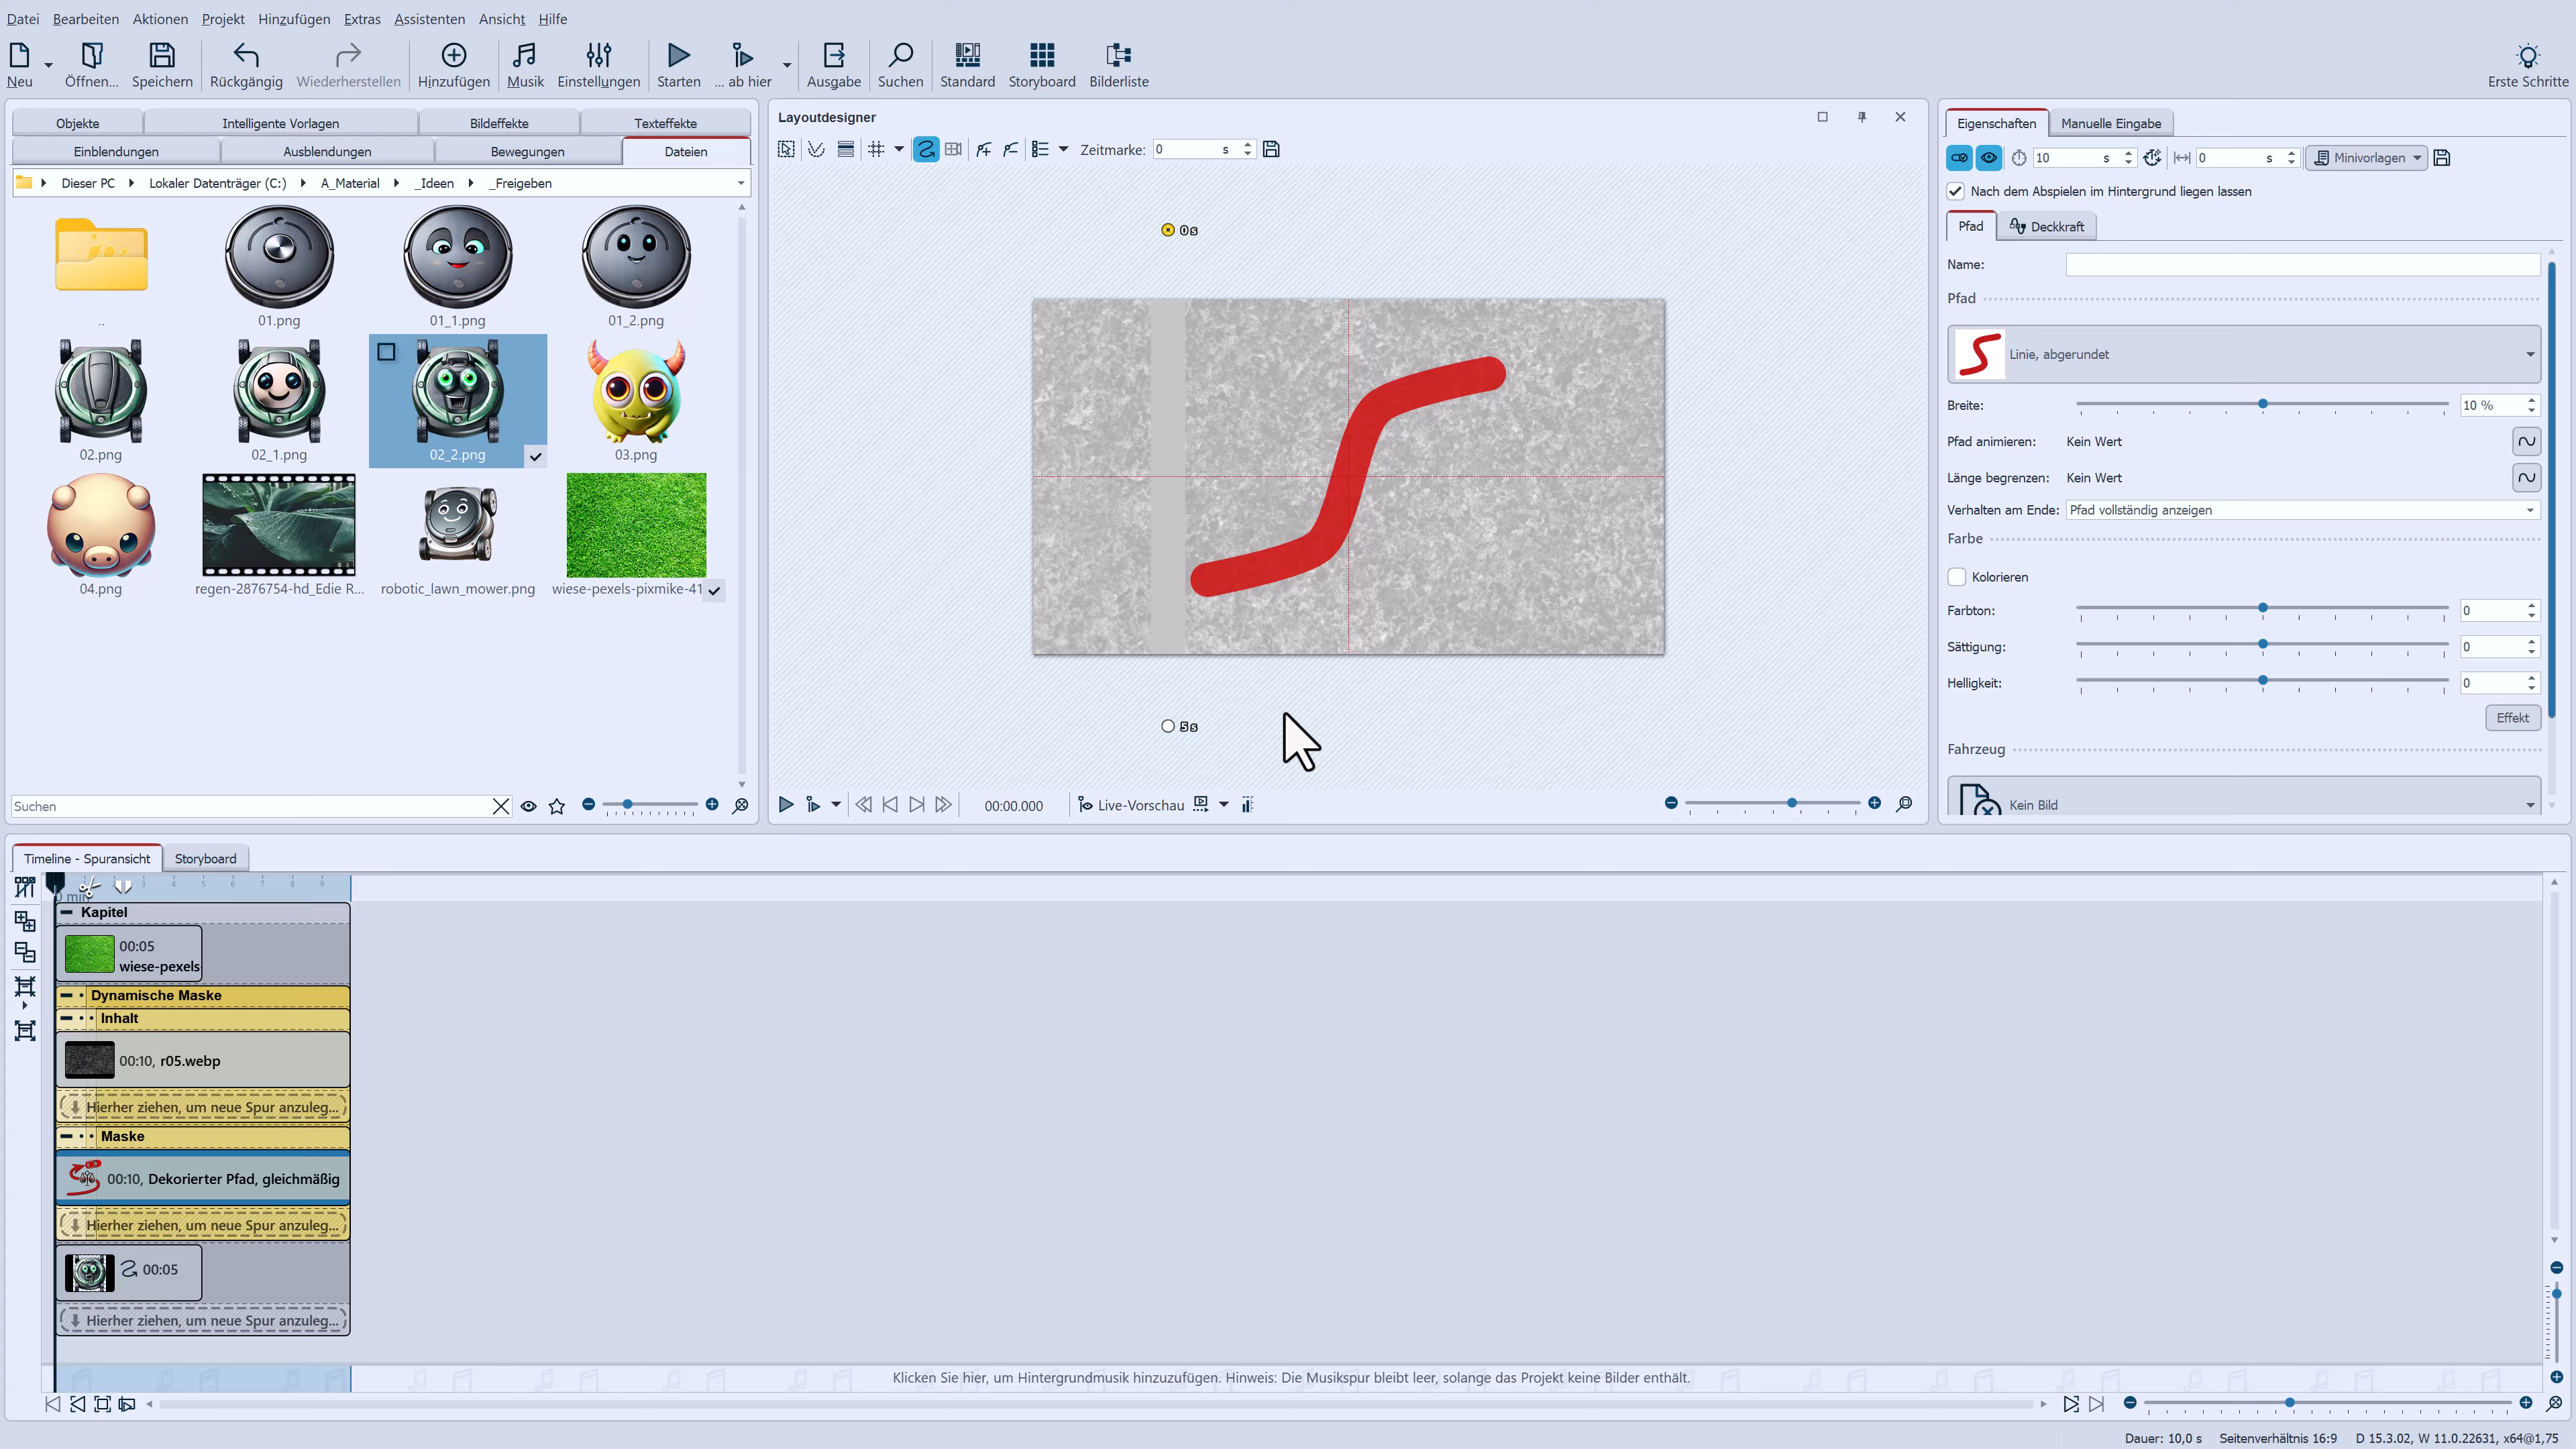 Datei Bearbeiten Aktionen Projekt Hinzufügen Extras Assistenten Ansicht Hilfe
Neu Öffnen... Speichern Rückgängig Wiederherstellen Hinzufügen Musik Einstellungen Starten ... ab hier Ausgabe Suchen Standard Storyboard Bilderliste Erste Schritte
Objekte Intelligente Vorlagen Bildeffekte Texteffekte
Einblendungen Ausblendungen Bewegungen Dateien
Dieser PC Lokaler Datenträger (C:) A_Material _Ideen _Freigeben
.. 01.png 01_1.png 01_2.png
02.png 02_1.png 02_2.png 03.png
04.png regen-2876754-hd_Edie R... robotic_lawn_mower.png wiese-pexels-pixmike-41
Suchen
Layoutdesigner
Zeitmarke: 0 s
0s
5s
00:00.000 Live-Vorschau
Eigenschaften Manuelle Eingabe
10 s 0 s Minivorlagen
Nach dem Abspielen im Hintergrund liegen lassen
Pfad Deckkraft
Name:
Pfad
Linie, abgerundet
Breite: 10 %
Pfad animieren: Kein Wert
Länge begrenzen: Kein Wert
Verhalten am Ende: Pfad vollständig anzeigen
Farbe
Kolorieren
Farbton: 0
Sättigung: 0
Helligkeit: 0
Effekt
Fahrzeug
Kein Bild
Timeline - Spuransicht Storyboard
3 4 5 6 7 8 9
0 min
Kapitel
00:05
wiese-pexels
Dynamische Maske
Inhalt
00:10, r05.webp
Hierher ziehen, um neue Spur anzuleg...
Maske
00:10, Dekorierter Pfad, gleichmäßig
Hierher ziehen, um neue Spur anzuleg...
00:05
Hierher ziehen, um neue Spur anzuleg...
Klicken Sie hier, um Hintergrundmusik hinzuzufügen. Hinweis: Die Musikspur bleibt leer, solange das Projekt keine Bilder enthält.
Dauer: 10,0 s Seitenverhältnis 16:9 D 15.3.02, W 11.0.22631, x64@1,75